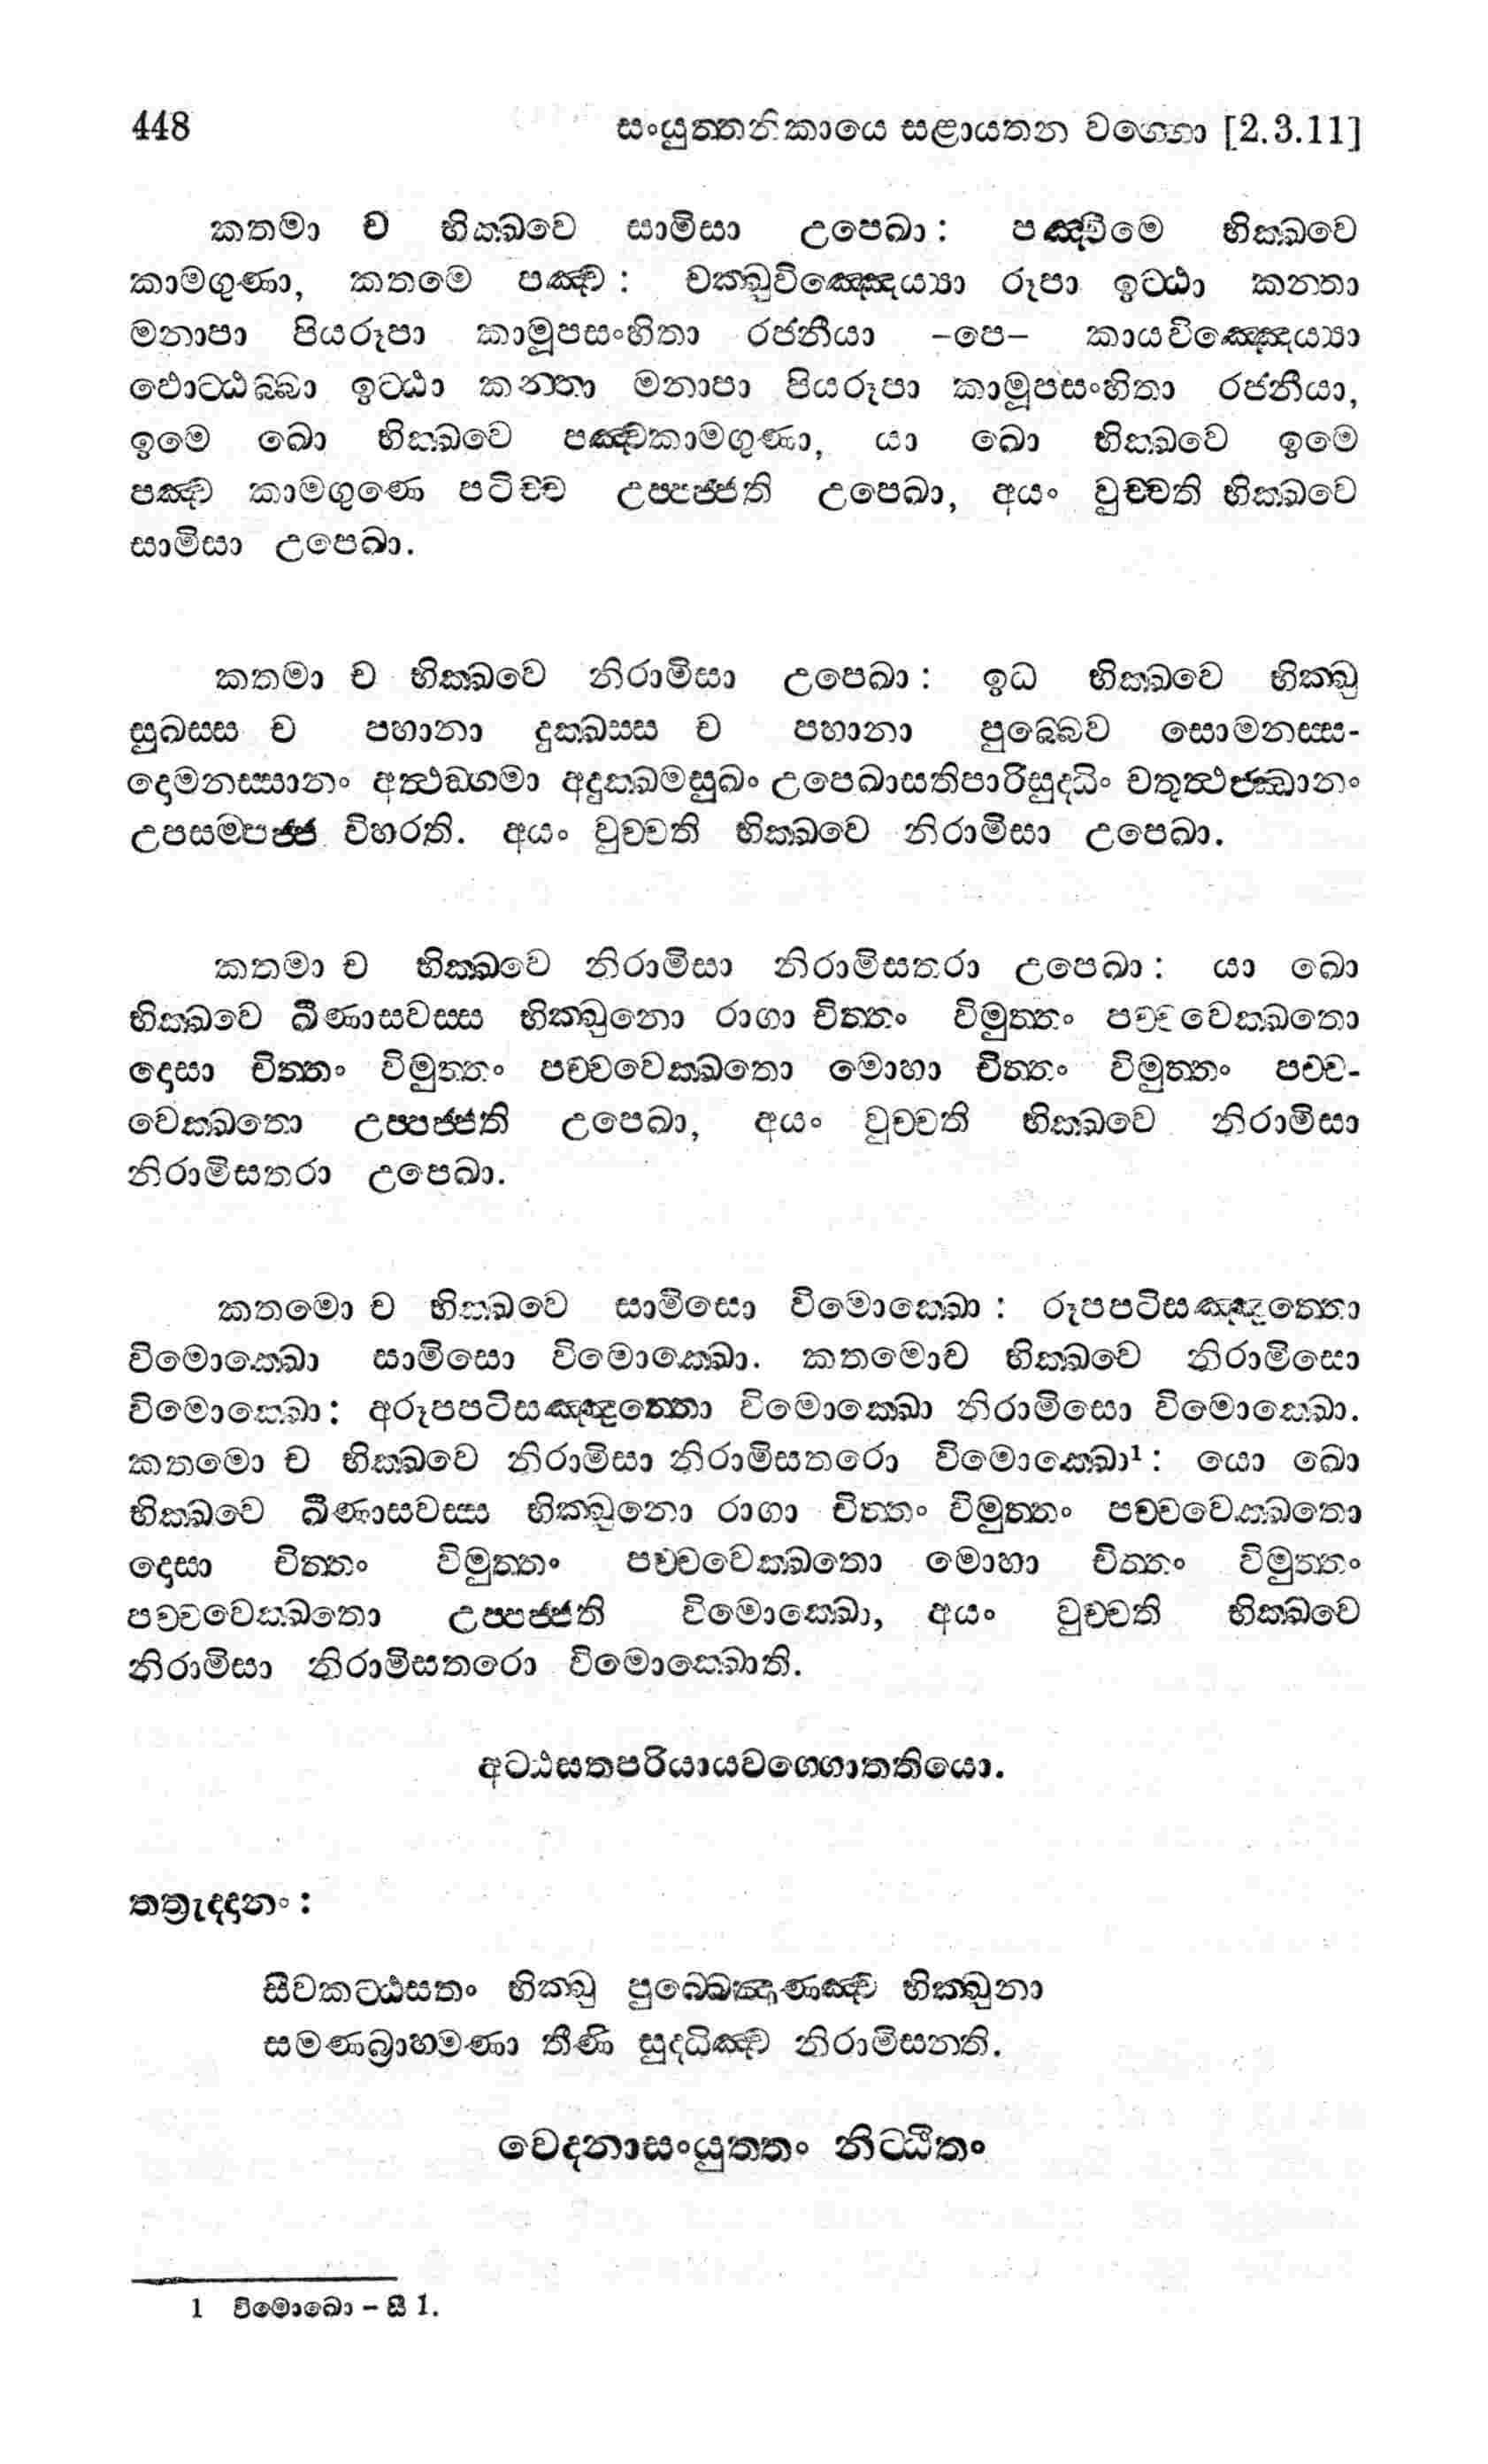 448 සංයුත්තනිකායෙ සළායතන වග්ගො [2.3.11]
කතමා ච භික්ඛවෙ සාමිසා උපෙඛා : පඤ්චිමෙ භික්ඛවෙ
කාමගුණා, කතමෙ පඤ්ච : චක්ඛුවිඤ්ඤෙය්‍යා රූපා ඉට්ඨා කන්තා
මනාපා පියරූපා කාමූපසංහිතා රජනීයා –පෙ– කායවිඤ්ඤෙය්‍යා
ඵොට්ඨබ්බා ඉට්ඨා කන්තා මනාපා පියරූපා කාමූපසංහිතා රජනීයා,
ඉමෙ ඛො භික්ඛවෙ පඤ්චකාමගුණා, යා ඛො භික්ඛවෙ ඉමෙ
පඤ්ච කාමගුණෙ පටිච්ච උප්පජ්ජති උපෙඛා, අයං වුච්චති භික්ඛවෙ
සාමිසා උපෙඛා.
කතමා ච භික්ඛවෙ නිරාමිසා උපෙඛා : ඉධ භික්ඛවෙ භික්ඛු
සුඛස්ස ච පහානා දුක්ඛස්ස ච පහානා පුබ්බෙව සොමනස්ස-
දොමනස්සානං අත්ථඞ්ගමා අදුක්ඛමසුඛං උපෙඛාසතිපාරිසුද්ධිං චතුත්ථජ්ඣානං
උපසම්පජ්ජ විහරති. අයං වුච්චති භික්ඛවෙ නිරාමිසා උපෙඛා.
කතමා ච භික්ඛවෙ නිරාමිසා නිරාමිසතරා උපෙඛා : යා ඛො
භික්ඛවෙ ඛීණාසවස්ස භික්ඛුනො රාගා චිත්තං විමුත්තං පච්චවෙක්ඛතො
දොසා චිත්තං විමුත්තං පච්චවෙක්ඛතො මොහා චිත්තං විමුත්තං පච්ච-
වෙක්ඛතො උප්පජ්ජති උපෙඛා, අයං වුච්චති භික්ඛවෙ නිරාමිසා
නිරාමිසතරා උපෙඛා.
කතමො ච භික්ඛවෙ සාමිසො විමොක්ඛො : රූපපටිසඤ්ඤුත්තො
විමොක්ඛො සාමිසො විමොක්ඛො. කතමොච භික්ඛවෙ නිරාමිසො
විමොක්ඛො : අරූපපටිසඤ්ඤුත්තො විමොක්ඛො නිරාමිසො විමොක්ඛො.
කතමො ච භික්ඛවෙ නිරාමිසා නිරාමිසතරො විමොක්ඛො¹ : යො ඛො
භික්ඛවෙ ඛීණාසවස්ස භික්ඛුනො රාගා චිත්තං විමුත්තං පච්චවෙක්ඛතො
දොසා චිත්තං විමුත්තං පච්චවෙක්ඛතො මොහා චිත්තං විමුත්තං
පච්චවෙක්ඛතො උප්පජ්ජති විමොක්ඛො, අයං වුච්චති භික්ඛවෙ
නිරාමිසා නිරාමිසතරො විමොක්ඛොති.
අට්ඨසතපරියායවග්ගොතතියො.
තත්‍රැද්දානං :
සීවකට්ඨසතං භික්ඛු පුබ්බෙඤාණඤ්ච භික්ඛුනා
සමණබ්‍රාහ්මණා තීණි සුද්ධිඤ්ච නිරාමිසන්ති.
වෙදනාසංයුත්තං නිට්ඨිතං
1 විමොඛො – සී 1.